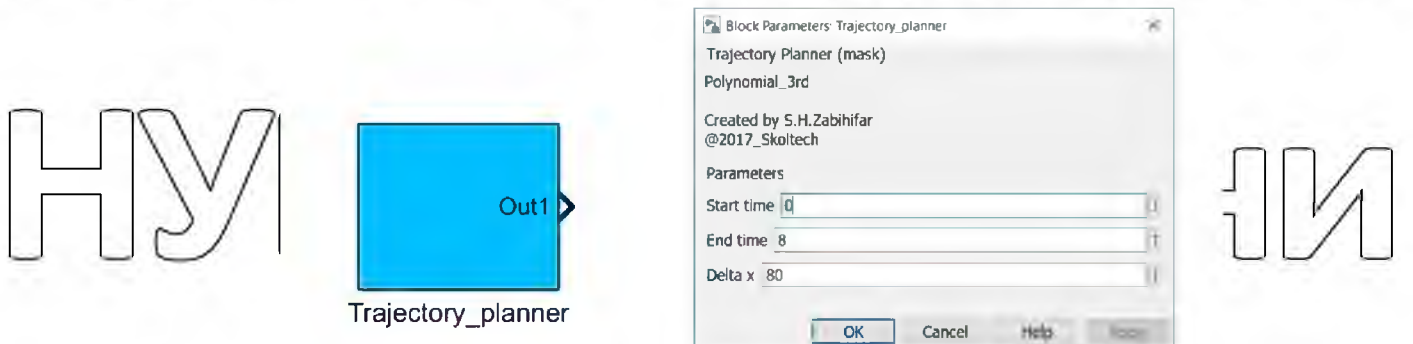 НУ
Out1
Trajectory_planner
Block Parameters: Trajectory_planner
Trajectory Planner (mask)
Polynomial_3rd
Created by S.H.Zabihifar
@2017_Skoltech
Parameters
Start time 0
End time 8
Delta x 80
OK Cancel Help
И